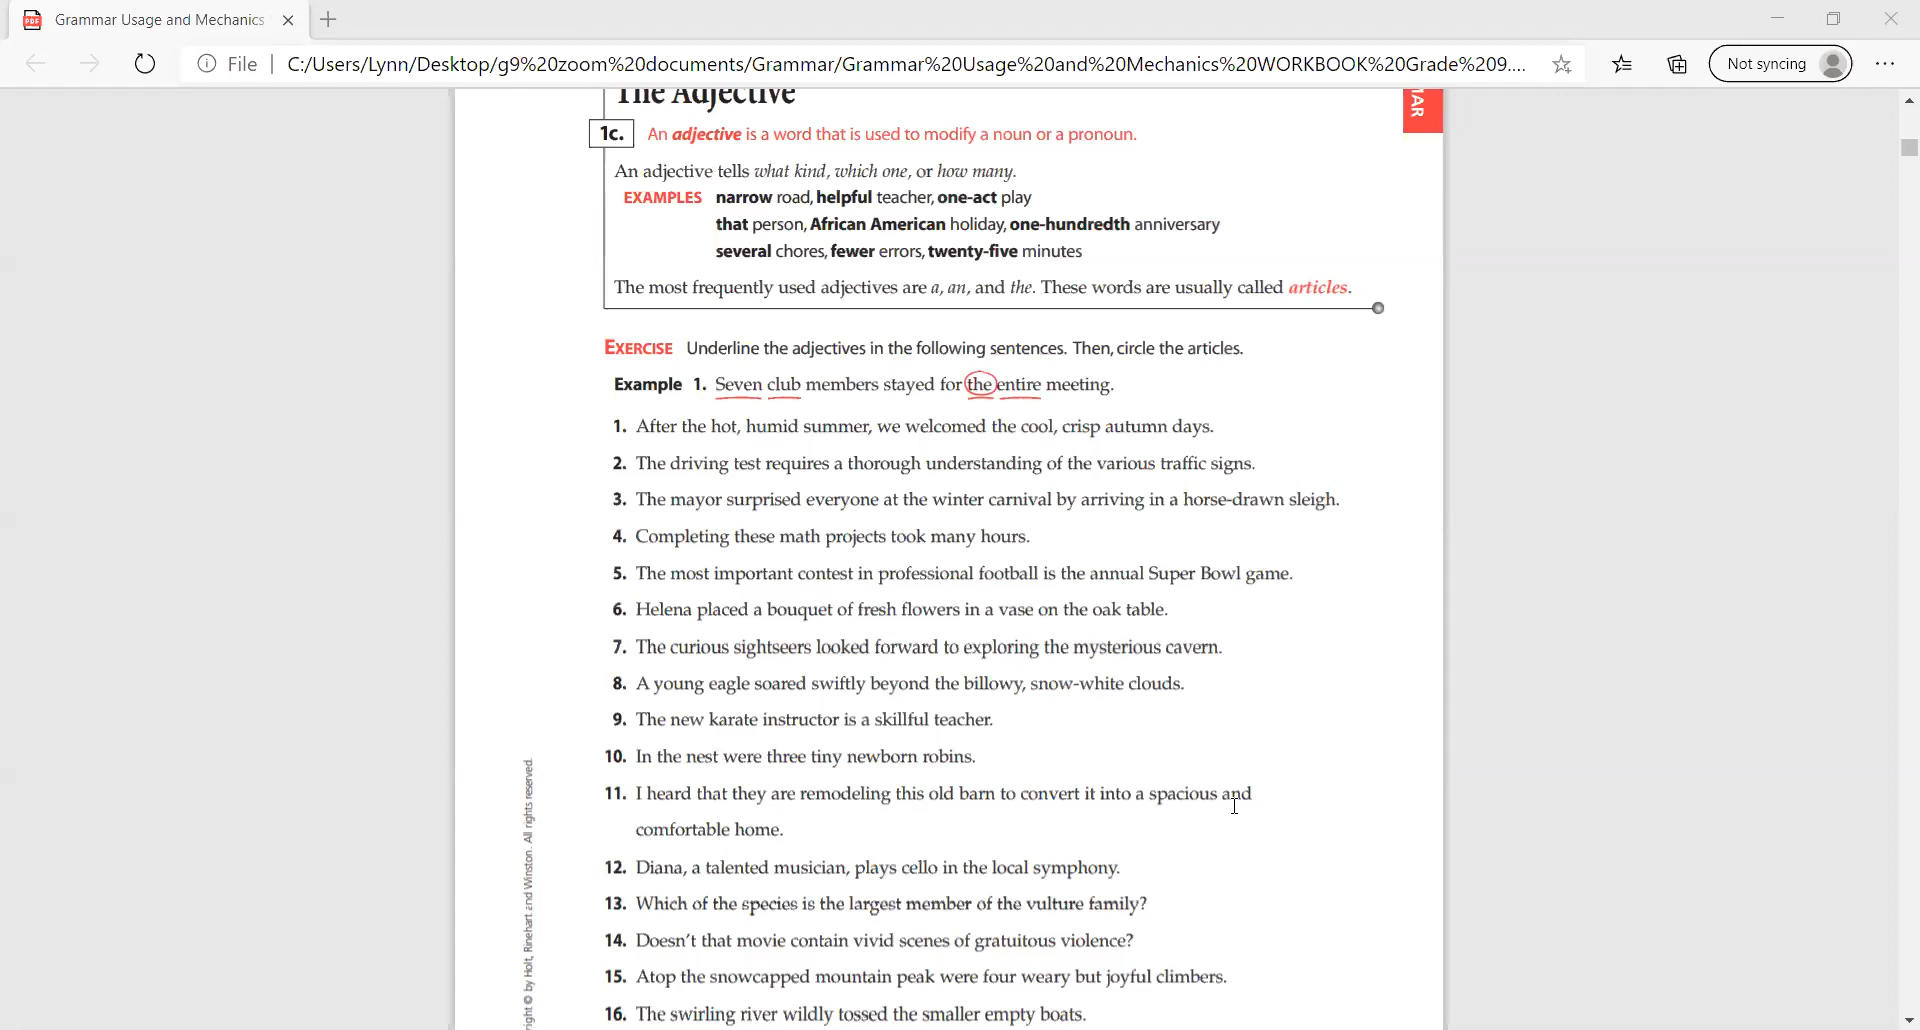 Grammar Usage and Mechanics
File | C:/Users/Lynn/Desktop/g9%20zoom%20documents/Grammar/Grammar%20Usage%20and%20Mechanics%20WORKBOOK%20Grade%209....
Not syncing
The Adjective
MAR
1c. An adjective is a word that is used to modify a noun or a pronoun.
An adjective tells what kind, which one, or how many.
EXAMPLES narrow road, helpful teacher, one-act play
that person, African American holiday, one-hundredth anniversary
several chores, fewer errors, twenty-five minutes
The most frequently used adjectives are a, an, and the. These words are usually called articles.
EXERCISE Underline the adjectives in the following sentences. Then, circle the articles.
Example 1. Seven club members stayed for the entire meeting.
1. After the hot, humid summer, we welcomed the cool, crisp autumn days.
2. The driving test requires a thorough understanding of the various traffic signs.
3. The mayor surprised everyone at the winter carnival by arriving in a horse-drawn sleigh.
4. Completing these math projects took many hours.
5. The most important contest in professional football is the annual Super Bowl game.
6. Helena placed a bouquet of fresh flowers in a vase on the oak table.
7. The curious sightseers looked forward to exploring the mysterious cavern.
8. A young eagle soared swiftly beyond the billowy, snow-white clouds.
9. The new karate instructor is a skillful teacher.
10. In the nest were three tiny newborn robins.
11. I heard that they are remodeling this old barn to convert it into a spacious and
comfortable home.
12. Diana, a talented musician, plays cello in the local symphony.
13. Which of the species is the largest member of the vulture family?
14. Doesn't that movie contain vivid scenes of gratuitous violence?
15. Atop the snowcapped mountain peak were four weary but joyful climbers.
16. The swirling river wildly tossed the smaller empty boats.
right © by Holt, Rinehart and Winston. All rights reserved.